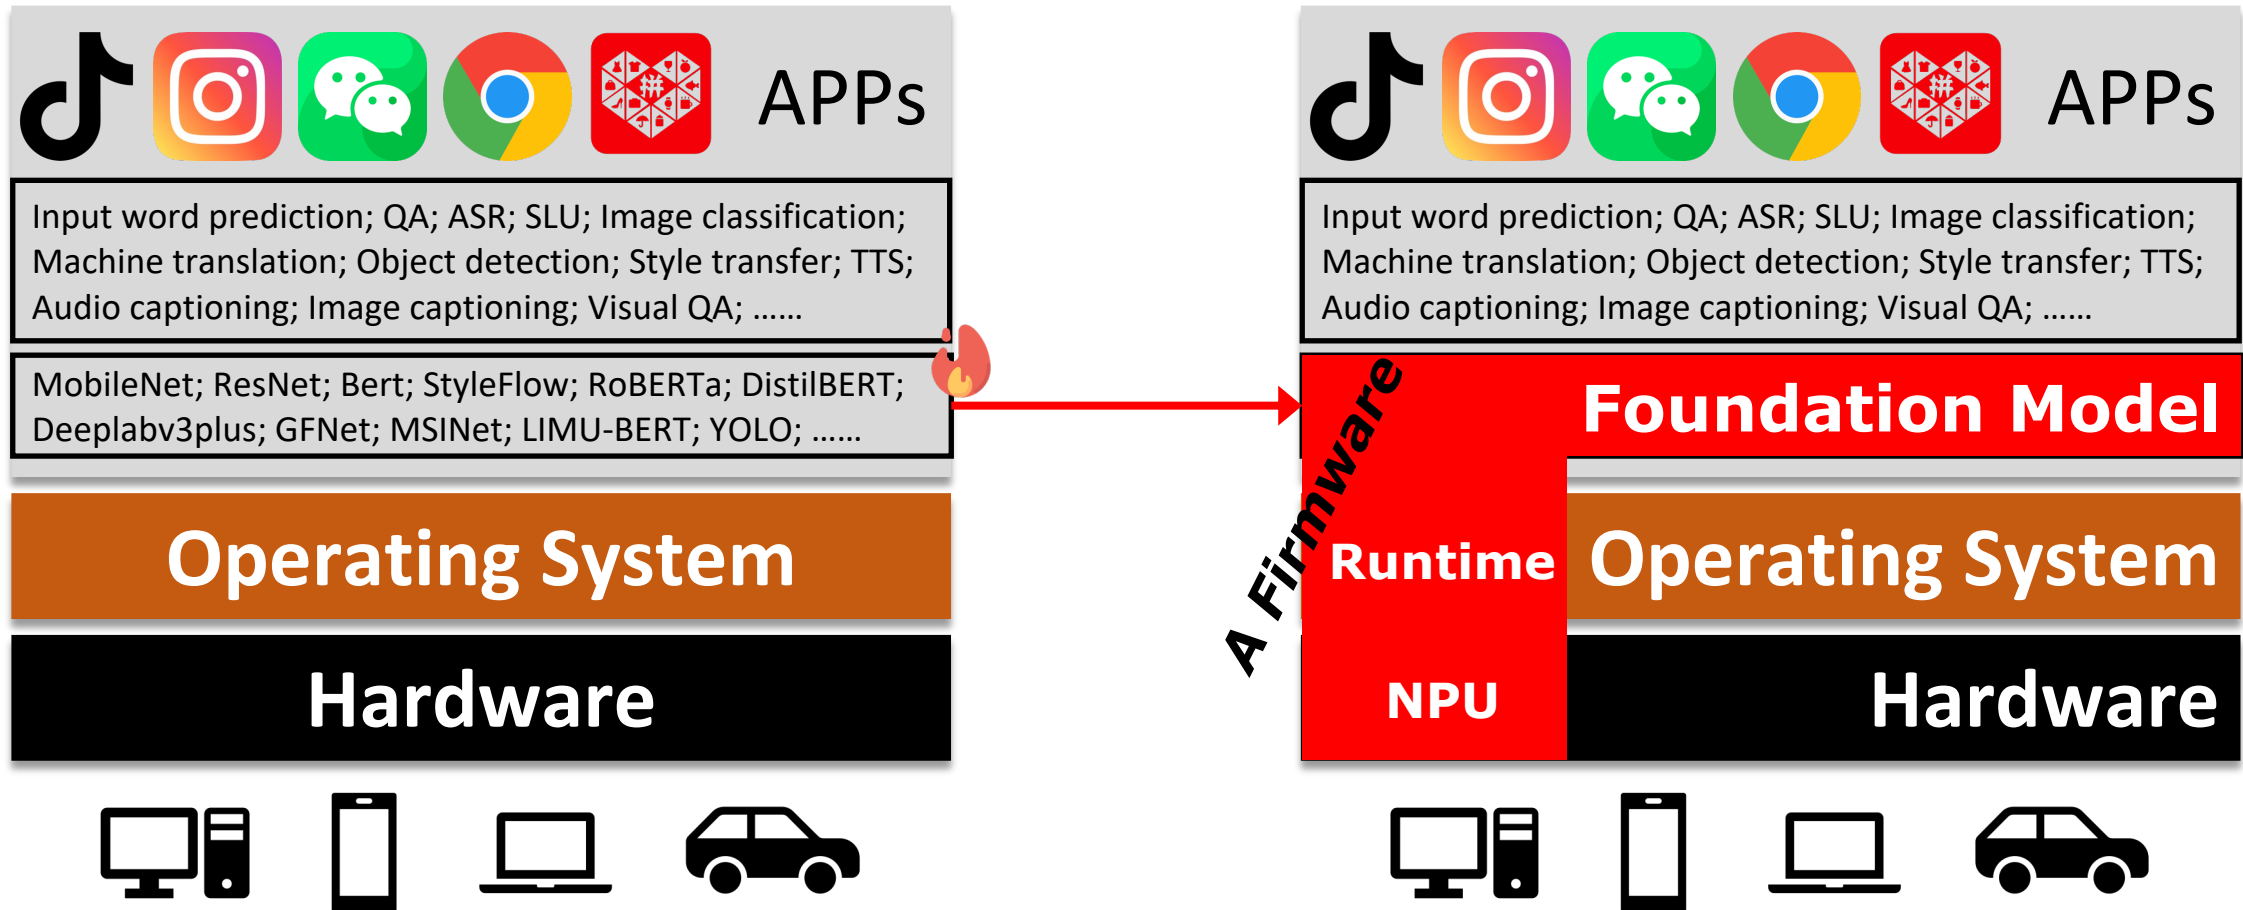 APPs
Input word prediction; QA; ASR; SLU; Image classification;
Machine translation; Object detection; Style transfer; TTS;
Audio captioning; Image captioning; Visual QA; ……
MobileNet; ResNet; Bert; StyleFlow; RoBERTa; DistilBERT;
Deeplabv3plus; GFNet; MSINet; LIMU-BERT; YOLO; ……
Operating System
Hardware
拼
APPs
Input word prediction; QA; ASR; SLU; Image classification;
Machine translation; Object detection; Style transfer; TTS;
Audio captioning; Image captioning; Visual QA; ……
Foundation Model
A Firmware
Runtime
Operating System
NPU
Hardware
拼